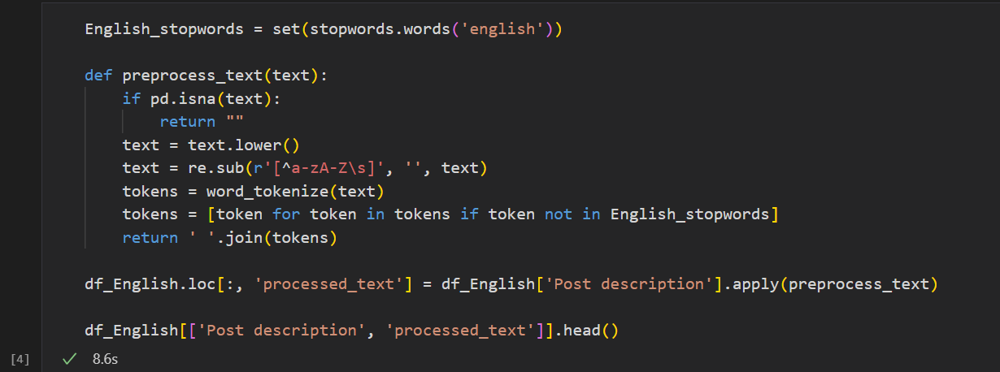 English_stopwords = set(stopwords.words('english'))
def preprocess_text(text):
    if pd.isna(text):
        return ""
    text = text.lower()
    text = re.sub(r'[^a-zA-Z\s]', '', text)
    tokens = word_tokenize(text)
    tokens = [token for token in tokens if token not in English_stopwords]
    return ' '.join(tokens)
df_English.loc[:, 'processed_text'] = df_English['Post description'].apply(preprocess_text)
df_English[['Post description', 'processed_text']].head()
[4] ✓ 8.6s